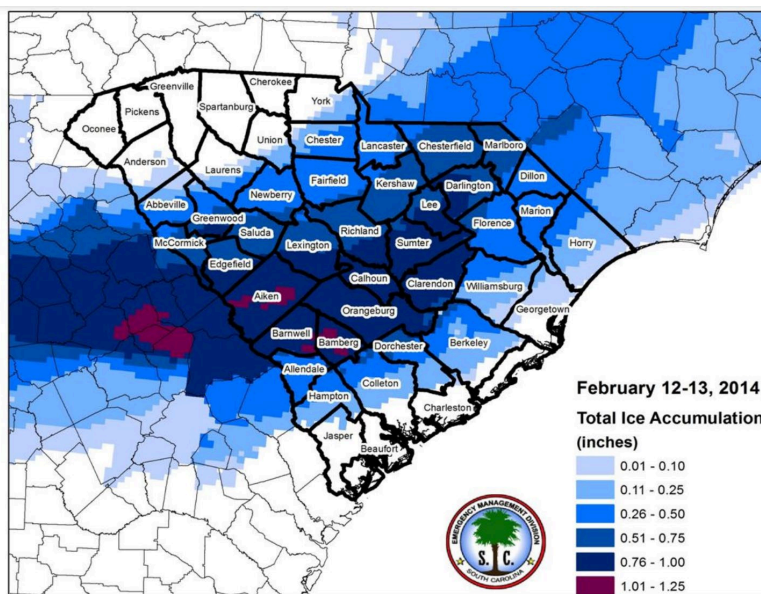 Cherokee
Greenville
York
Spartanburg
Pickens
Oconee
Union
Chester
Lancaster
Chesterfield
Marlboro
Anderson
Laurens
Dillon
Fairfield
Kershaw
Darlington
Newberry
Abbeville
Lee
Marion
Greenwood
Florence
Saluda
Richland
McCormick
Lexington
Sumter
Horry
Edgefield
Calhoun
Clarendon
Williamsburg
Aiken
Orangeburg
Georgetown
Barnwell
Bamberg
Dorchester
Berkeley
Allendale
Colleton
Hampton
Charleston
Jasper
Beaufort
February 12-13, 2014
Total Ice Accumulation
(inches)
0.01 - 0.10
0.11 - 0.25
0.26 - 0.50
0.51 - 0.75
0.76 - 1.00
1.01 - 1.25
EMERGENCY MANAGEMENT DIVISION
S. C.
SOUTH CAROLINA